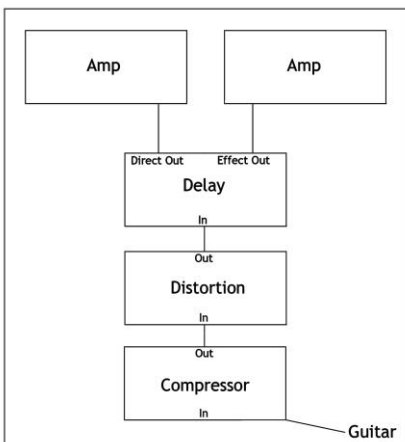 Amp Amp
Direct Out Effect Out
Delay
In
Out
Distortion
In
Out
Compressor
In
Guitar